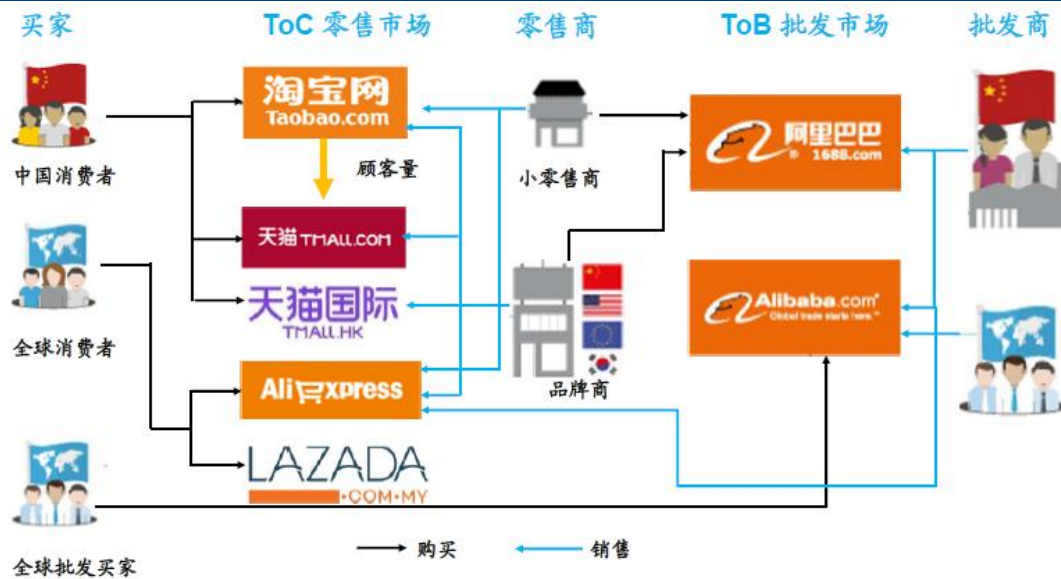 买家
ToC 零售市场
零售商
ToB 批发市场
批发商
淘宝网
Taobao.com
阿里巴巴
1688.com
顾客量
中国消费者
小零售商
天猫 TMALL.COM
天猫国际
TMALL.HK
Alibaba.com
Global trade starts here.™
全球消费者
AliExpress
品牌商
LAZADA
.COM.MY
购买
销售
全球批发买家